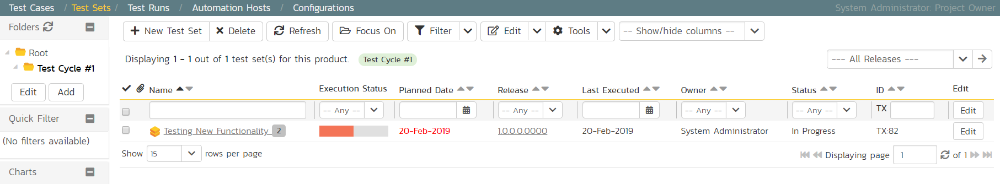 Test Cases / Test Sets / Test Runs / Automation Hosts / Configurations System Administrator: Project Owner
Folders
Root
Test Cycle #1
Edit Add
Quick Filter
(No filters available)
Charts
New Test Set Delete Refresh Focus On Filter Edit Tools -- Show/hide columns --
Displaying 1 - 1 out of 1 test set(s) for this product. Test Cycle #1 --- All Releases ---
Name Execution Status Planned Date Release Last Executed Owner Status ID Edit
-- Any -- -- Any -- -- Any -- -- Any -- TX Edit
Testing New Functionality 2 20-Feb-2019 1.0.0.0.0000 20-Feb-2019 System Administrator In Progress TX:82 Edit
Show 15 rows per page Displaying page 1 of 1